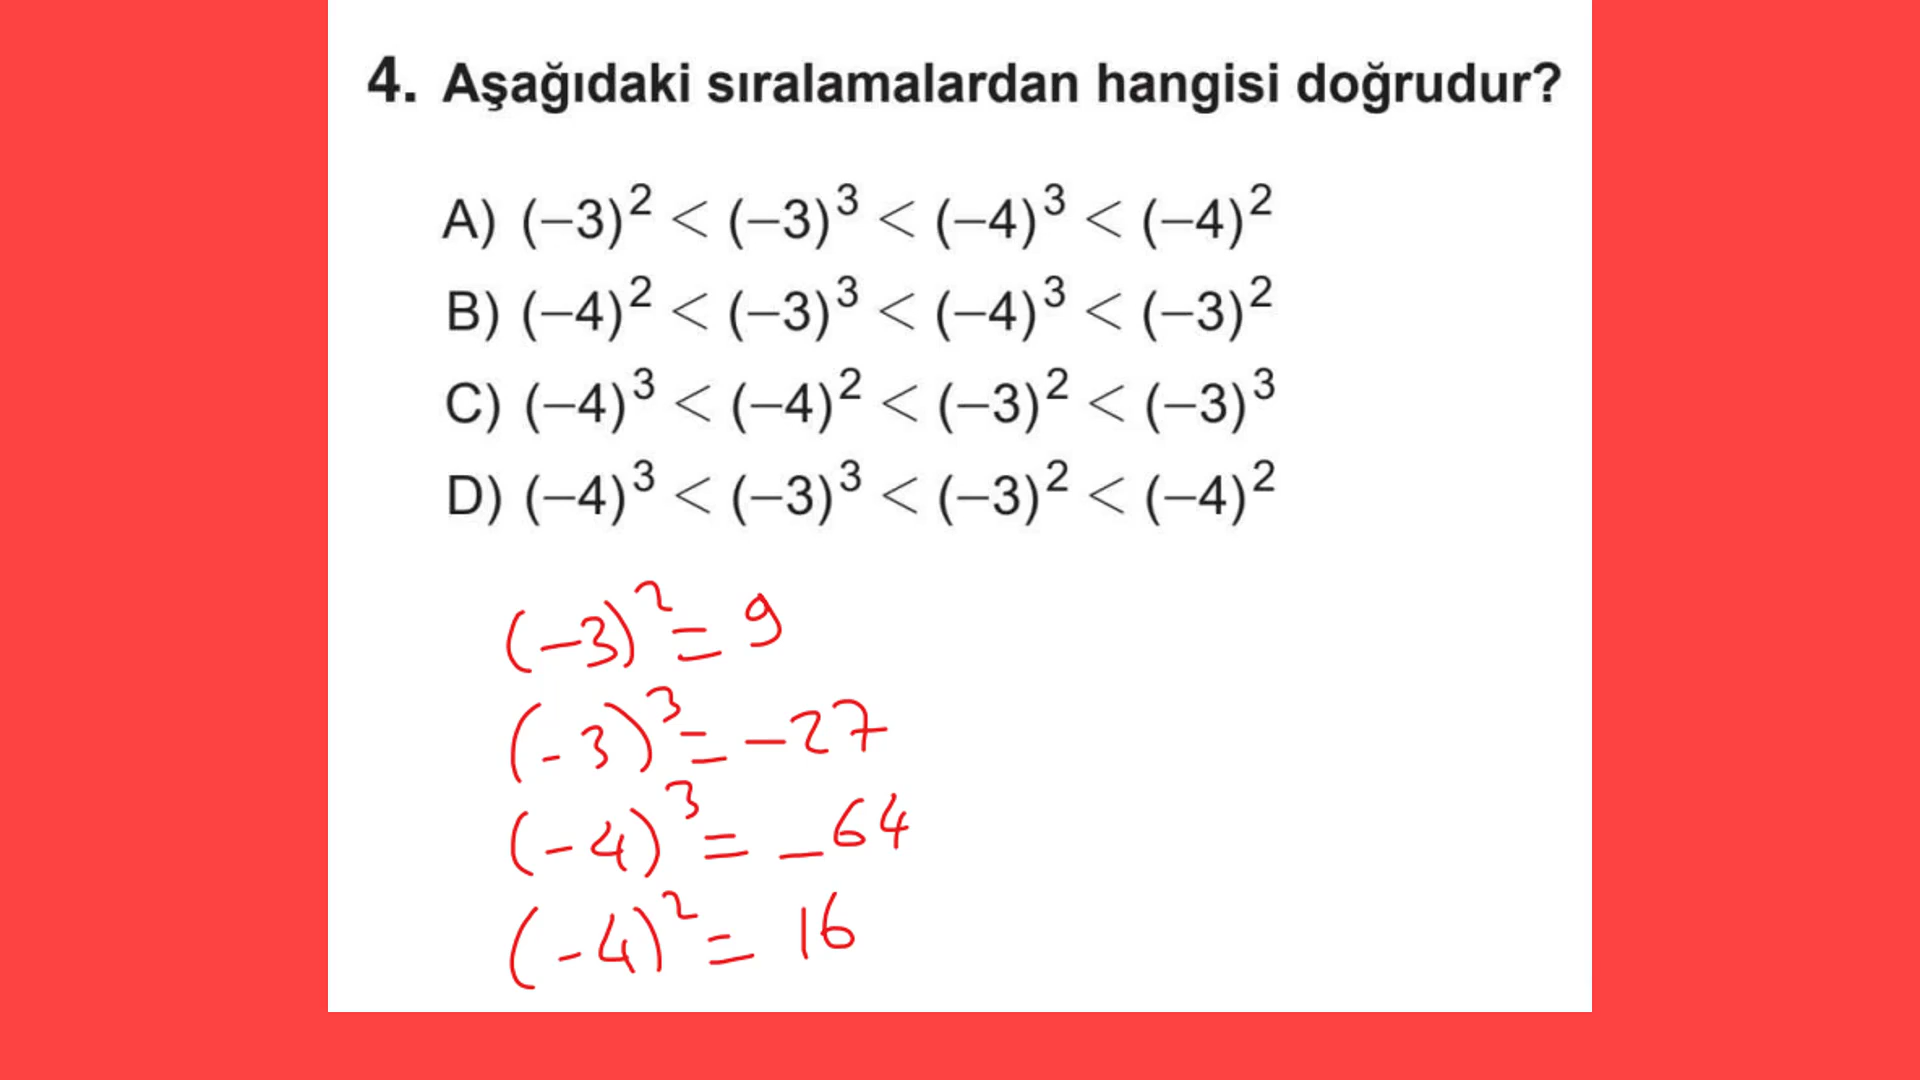 4. Aşağıdaki sıralamalardan hangisi doğrudur?
A) (−3)² < (−3)³ < (−4)³ < (−4)²
B) (−4)² < (−3)³ < (−4)³ < (−3)²
C) (−4)³ < (−4)² < (−3)² < (−3)³
D) (−4)³ < (−3)³ < (−3)² < (−4)²
(−3)² = 9
(−3)³ = −27
(−4)³ = −64
(−4)² = 16